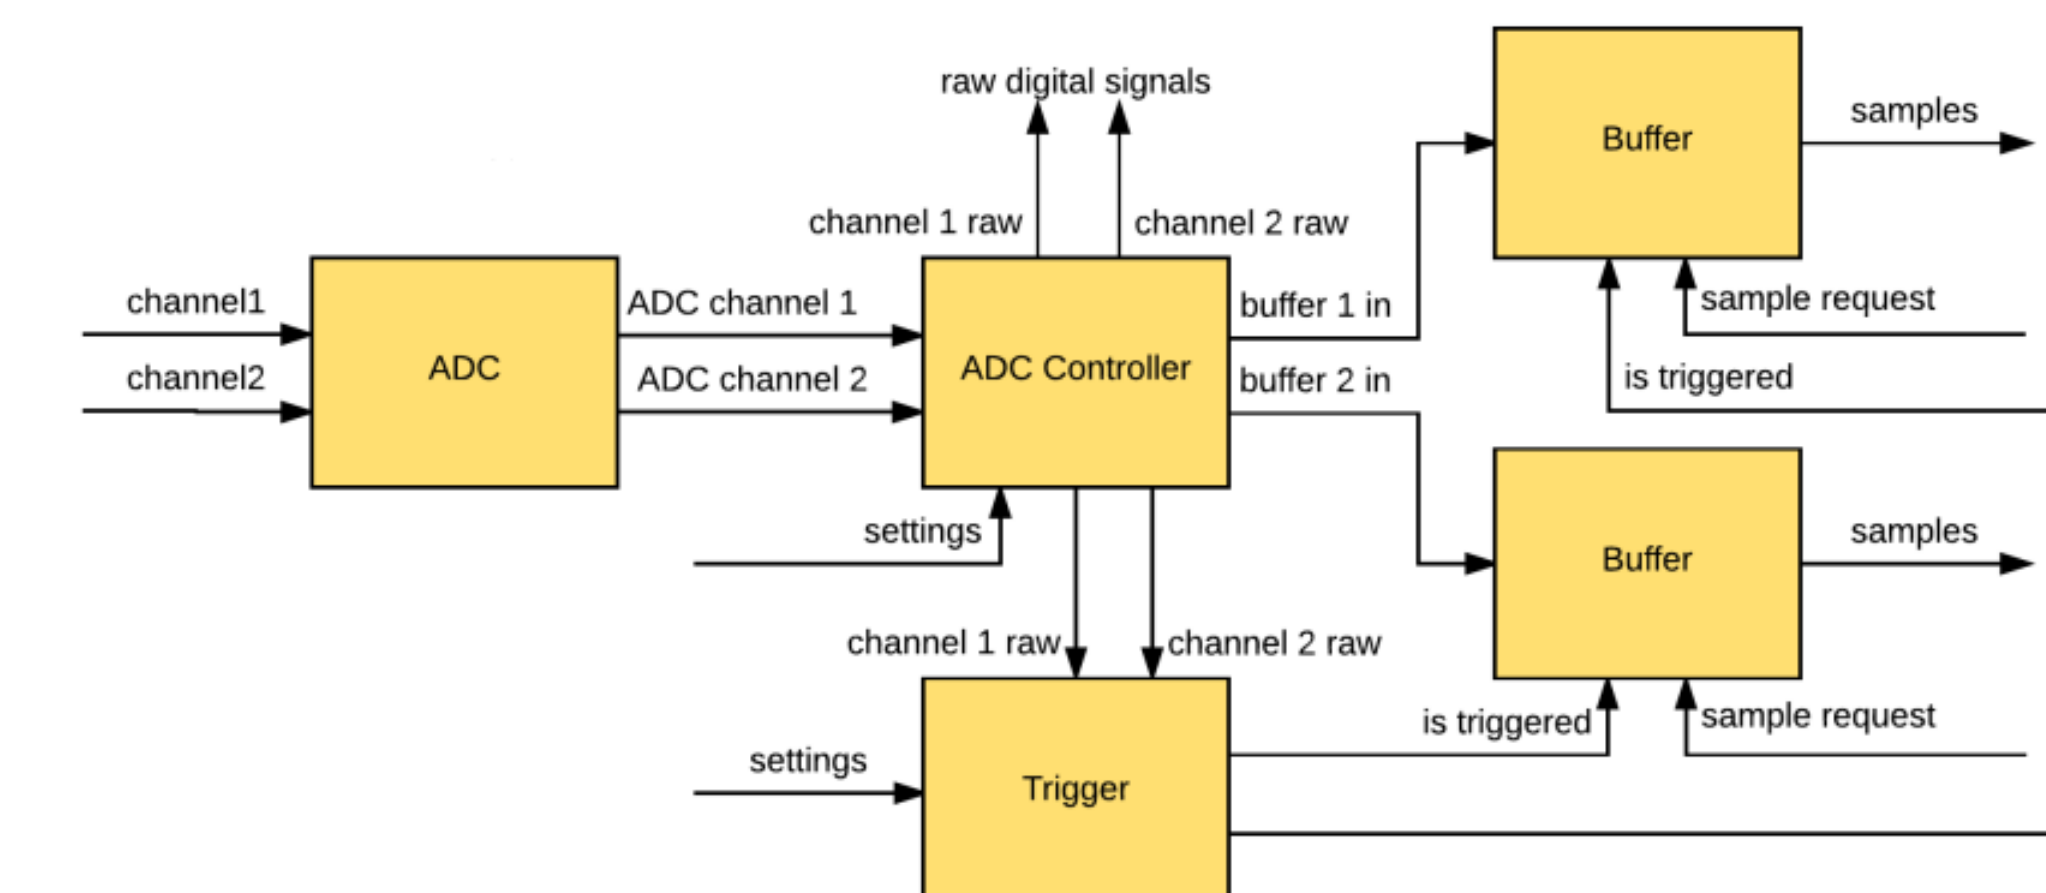 raw digital signals
samples
Buffer
channel 1 raw
channel 2 raw
channel1
ADC channel 1
buffer 1 in
sample request
ADC
ADC Controller
channel2
ADC channel 2
buffer 2 in
is triggered
settings
samples
Buffer
channel 1 raw
channel 2 raw
is triggered
sample request
settings
Trigger